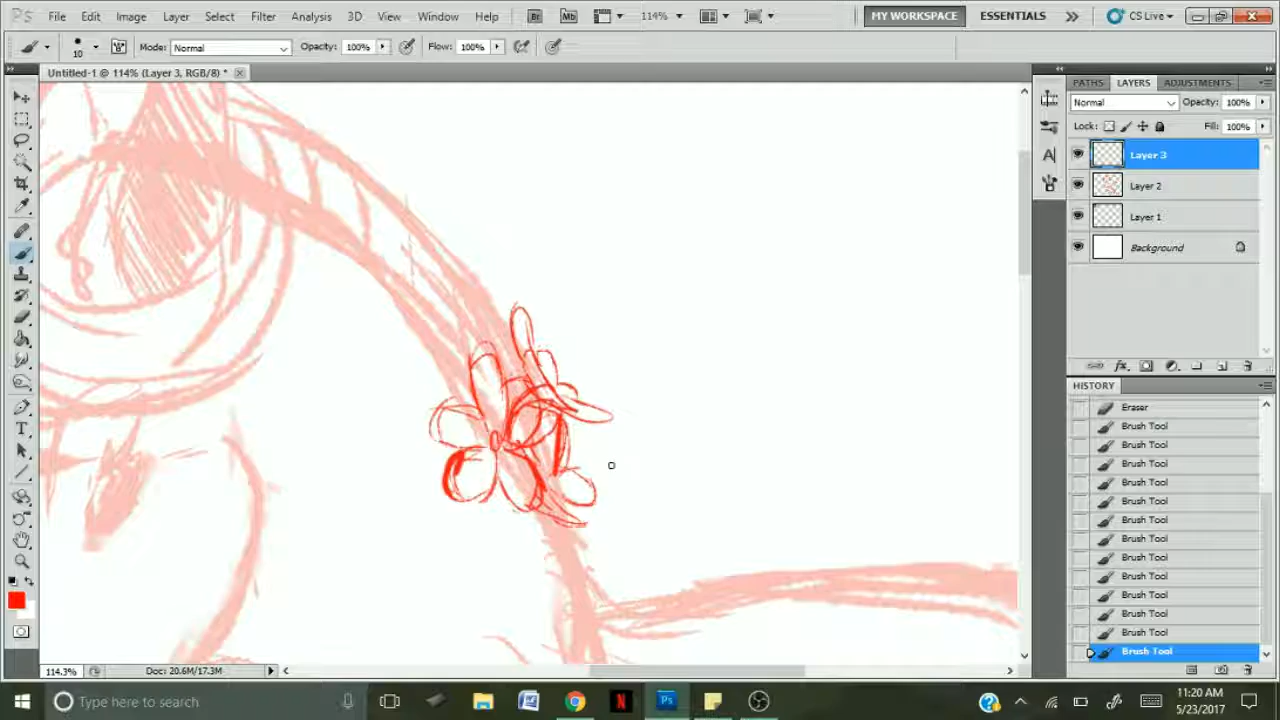 PS File Edit Image Layer Select Filter Analysis 3D View Window Help Br Mb 114% MY WORKSPACE ESSENTIALS CS Live
10 Mode: Normal Opacity: 100% Flow: 100%
Untitled-1 @ 114% (Layer 3, RGB/8) *
PATHS LAYERS ADJUSTMENTS
Normal Opacity: 100%
Lock: Fill: 100%
Layer 3
Layer 2
Layer 1
Background
HISTORY
Eraser
Brush Tool
Brush Tool
Brush Tool
Brush Tool
Brush Tool
Brush Tool
Brush Tool
Brush Tool
Brush Tool
Brush Tool
Brush Tool
Brush Tool
Brush Tool
114.3% Doc: 20.6M/17.3M
Type here to search
11:20 AM
5/23/2017